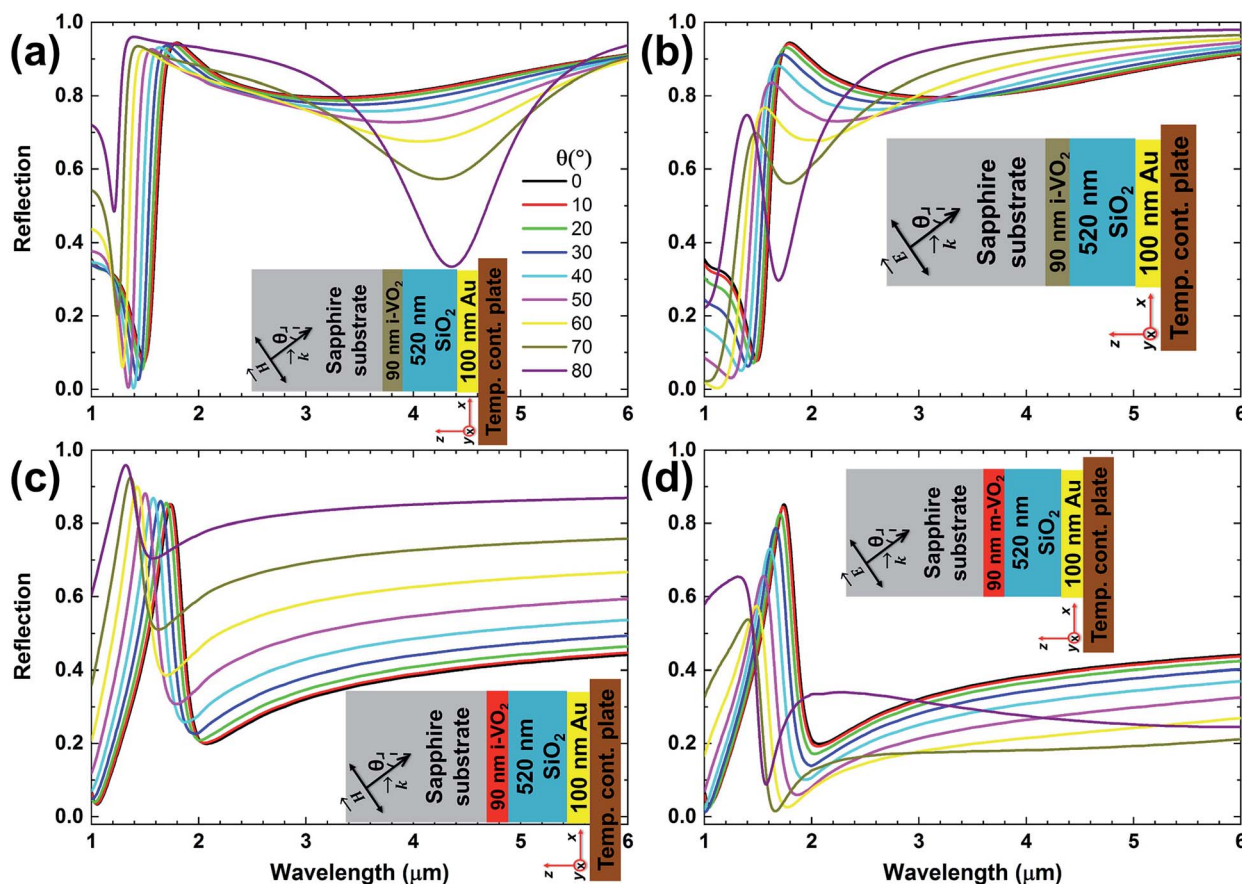 (a)
Reflection
1.0
0.8
0.6
0.4
0.2
0.0
1 2 3 4 5 6
θ(°)
0
10
20
30
40
50
60
70
80
H
θ
k
Sapphire
substrate
90 nm i-VO2
520 nm
SiO2
100 nm Au
Temp. cont. plate
x
z
y
(b)
1.0
0.8
0.6
0.4
0.2
0.0
1 2 3 4 5 6
E
θ
k
Sapphire
substrate
90 nm i-VO2
520 nm
SiO2
100 nm Au
Temp. cont. plate
x
z
y
(c)
Reflection
1.0
0.8
0.6
0.4
0.2
0.0
1 2 3 4 5 6
Wavelength (μm)
H
θ
k
Sapphire
substrate
90 nm i-VO2
520 nm
SiO2
100 nm Au
Temp. cont. plate
x
z
y
(d)
1.0
0.8
0.6
0.4
0.2
0.0
1 2 3 4 5 6
Wavelength (μm)
E
θ
k
Sapphire
substrate
90 nm m-VO2
520 nm
SiO2
100 nm Au
Temp. cont. plate
x
z
y